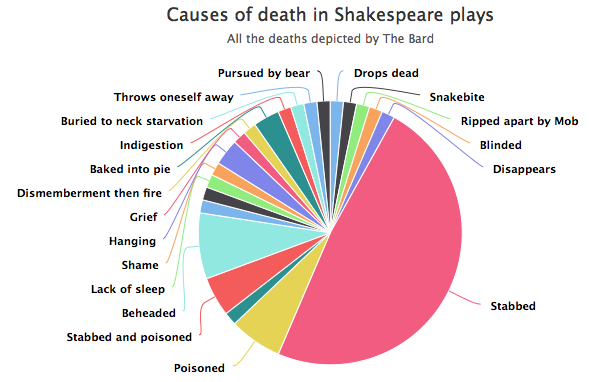 Causes of death in Shakespeare plays
All the deaths depicted by The Bard
Pursued by bear
Drops dead
Throws oneself away
Snakebite
Buried to neck starvation
Ripped apart by Mob
Indigestion
Blinded
Baked into pie
Disappears
Dismemberment then fire
Grief
Hanging
Shame
Lack of sleep
Stabbed
Beheaded
Stabbed and poisoned
Poisoned